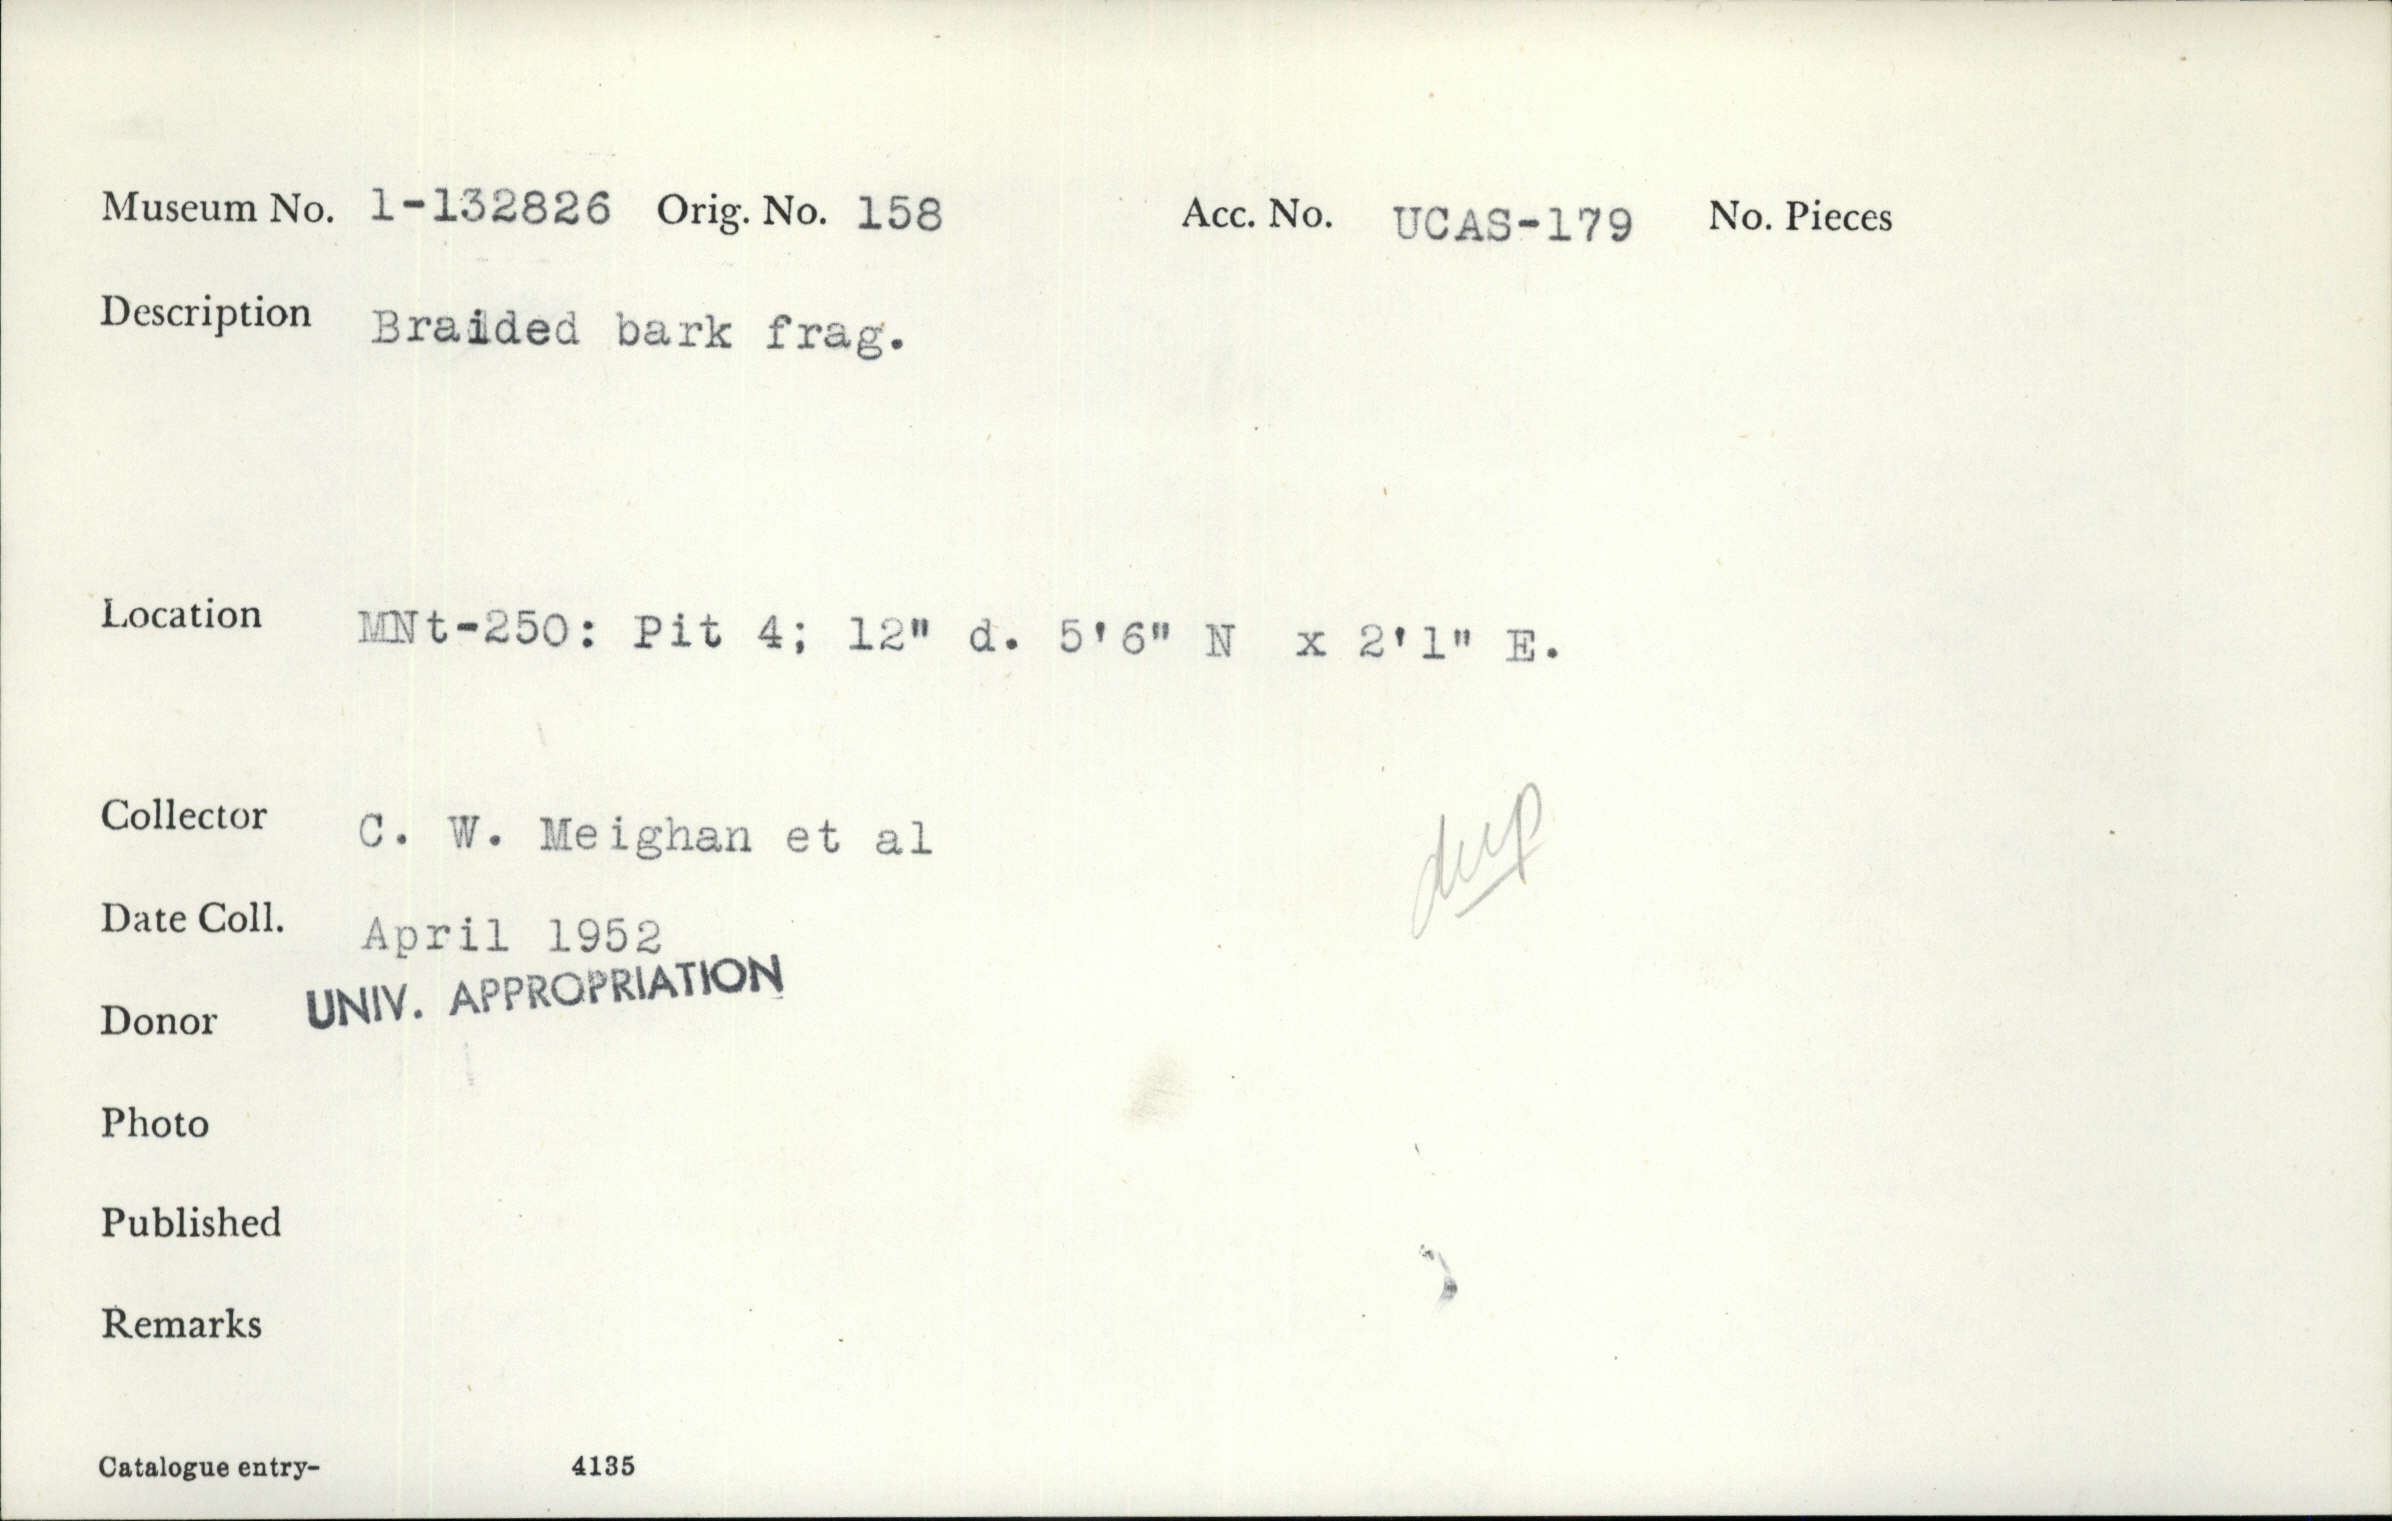 Museum No. 1-132826 Orig. No. 158 Acc. No. UCAS-179 No. Pieces
Description Braided bark frag.
Location MNt-250: Pit 4; 12" d. 5'6" N x 2'1" E.
Collector C. W. Meighan et al
dup
Date Coll. April 1952
Donor UNIV. APPROPRIATION
Photo
Published
Remarks
Catalogue entry- 4135